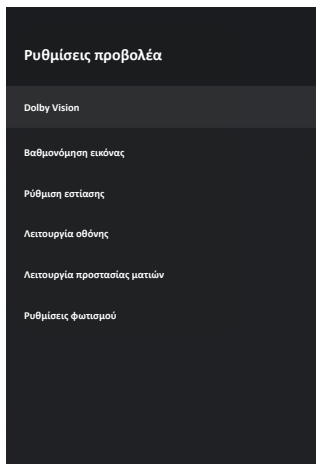 Ρυθμίσεις προβολέα
Dolby Vision
Βαθμονόμηση εικόνας
Ρύθμιση εστίασης
Λειτουργία οθόνης
Λειτουργία προστασίας ματιών
Ρυθμίσεις φωτισμού